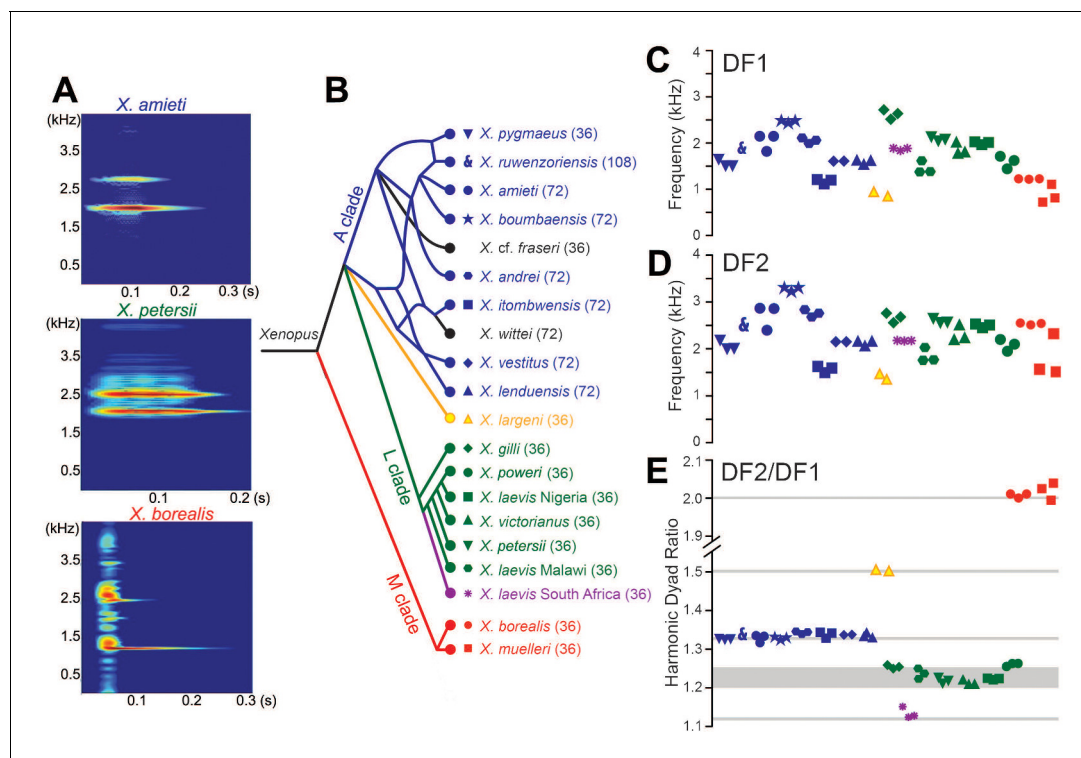 A
X. amieti
(kHz)
3.5
2.5
1.5
0.5
0.1
0.2
0.3 (s)
X. petersii
(kHz)
3.5
2.5
1.5
0.5
0.1
0.2 (s)
X. borealis
(kHz)
3.5
2.5
1.5
0.5
0.1
0.2
0.3 (s)
B
Xenopus
A clade
L clade
M clade
X. pygmaeus (36)
& X. ruwenzoriensis (108)
X. amieti (72)
X. boumbaensis (72)
X. cf. fraseri (36)
X. andrei (72)
X. itombwensis (72)
X. wittei (72)
X. vestitus (72)
X. lenduensis (72)
X. largeni (36)
X. gilli (36)
X. poweri (36)
X. laevis Nigeria (36)
X. victorianus (36)
X. petersii (36)
X. laevis Malawi (36)
X. laevis South Africa (36)
X. borealis (36)
X. muelleri (36)
C
DF1
Frequency (kHz)
4
3
2
1
0
&
D
DF2
Frequency (kHz)
4
3
2
1
0
&
E
DF2/DF1
Harmonic Dyad Ratio
2.1
2.0
1.9
1.5
1.4
1.3
1.2
1.1
&